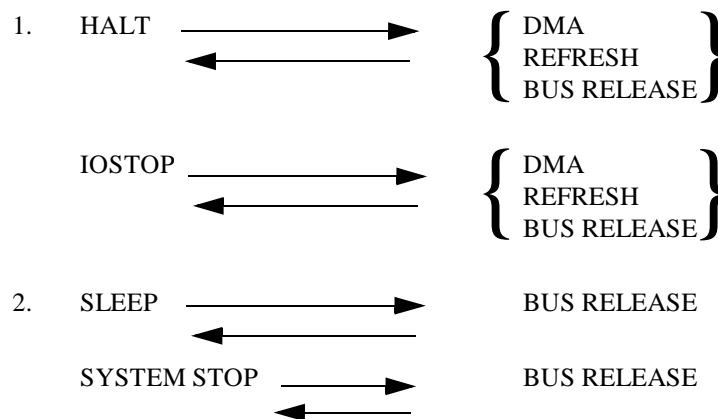 1. HALT { DMA }
REFRESH
BUS RELEASE
IOSTOP { DMA }
REFRESH
BUS RELEASE
2. SLEEP BUS RELEASE
SYSTEM STOP BUS RELEASE